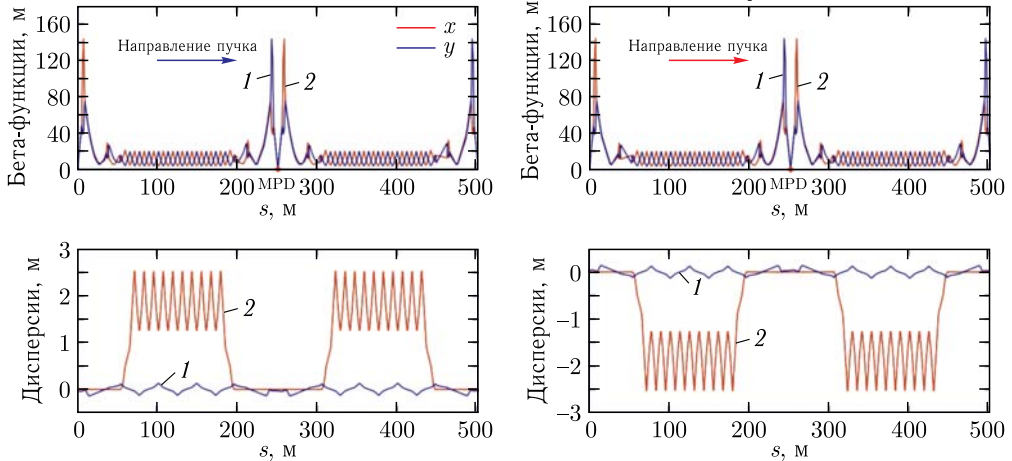 Бета-функции, м
160
120
80
40
0
Направление пучка
x
y
1
2
0 100 200 MPD 300 400 500
s, м
Бета-функции, м
160
120
80
40
0
Направление пучка
1
2
0 100 200 MPD 300 400 500
s, м
Дисперсии, м
3
2
1
0
2
1
0 100 200 300 400 500
s, м
Дисперсии, м
0
−1
−2
−3
1
2
0 100 200 300 400 500
s, м